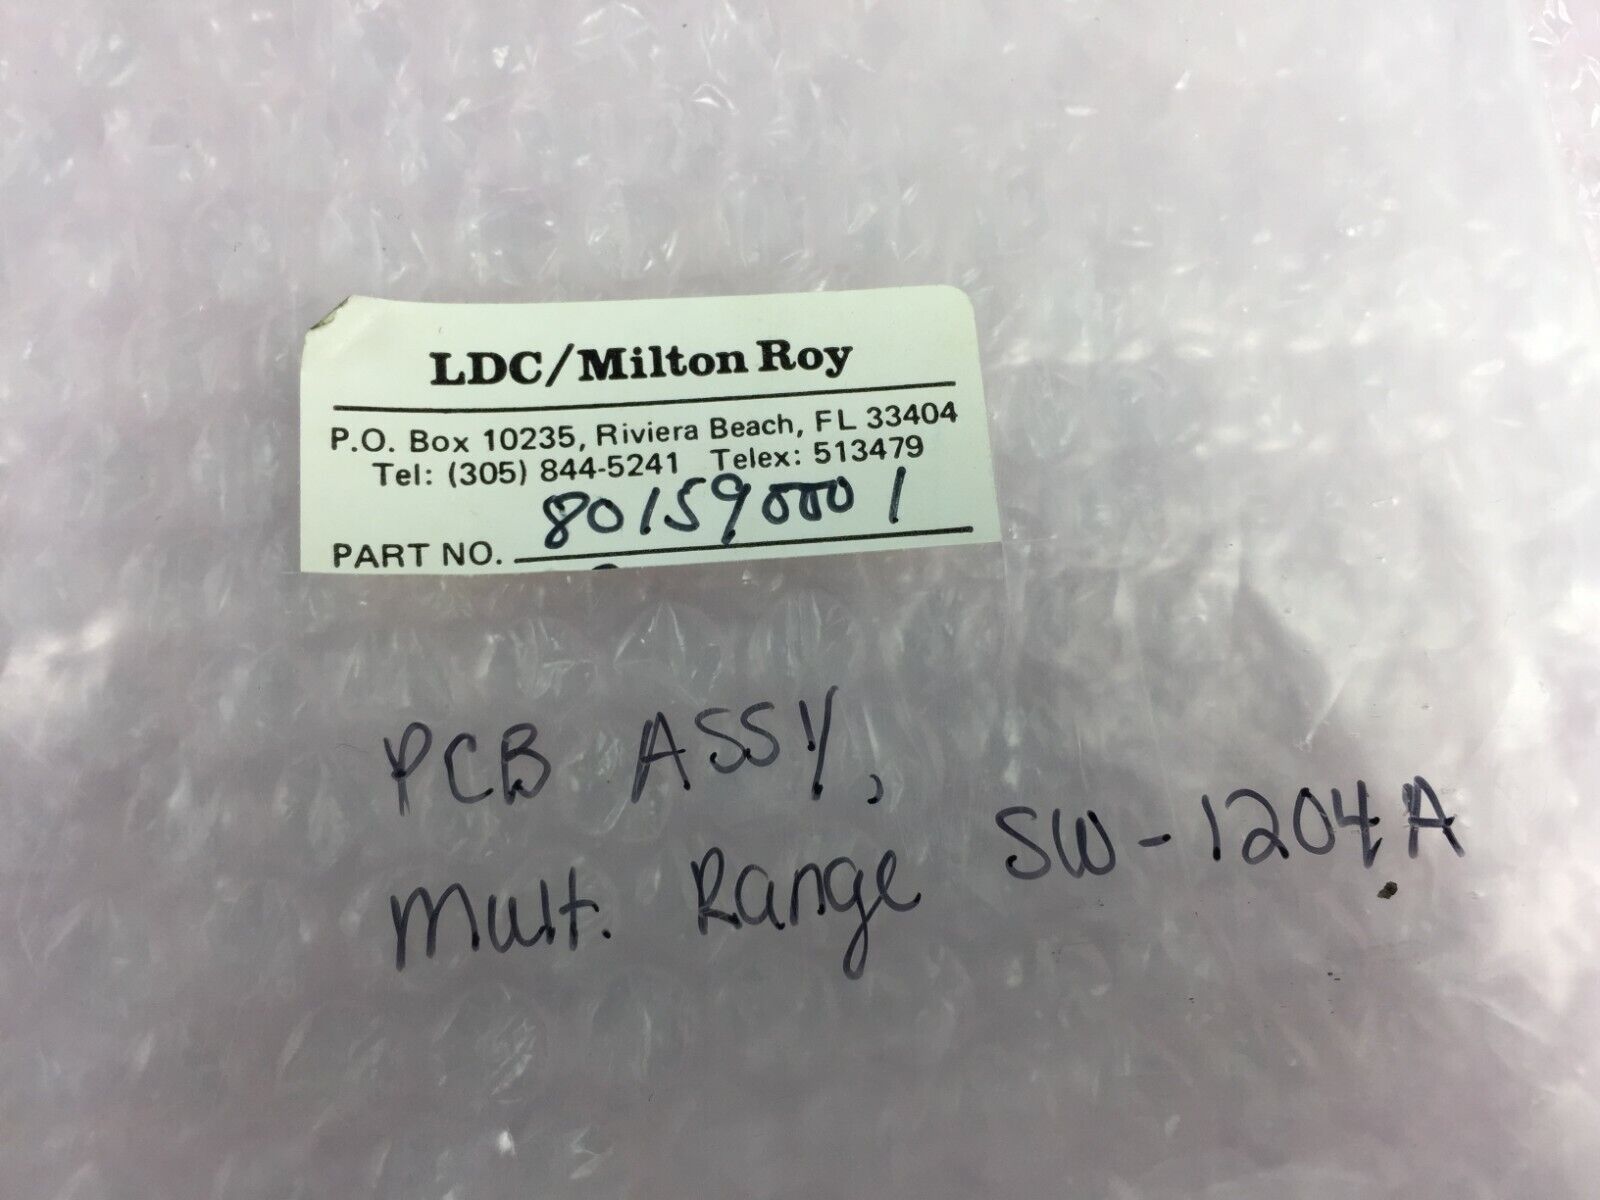 LDC/Milton Roy
P.O. Box 10235, Riviera Beach, FL 33404
Tel: (305) 844-5241 Telex: 513479
PART NO. 801590001
PCB ASSY,
Mult. Range SW-1204A